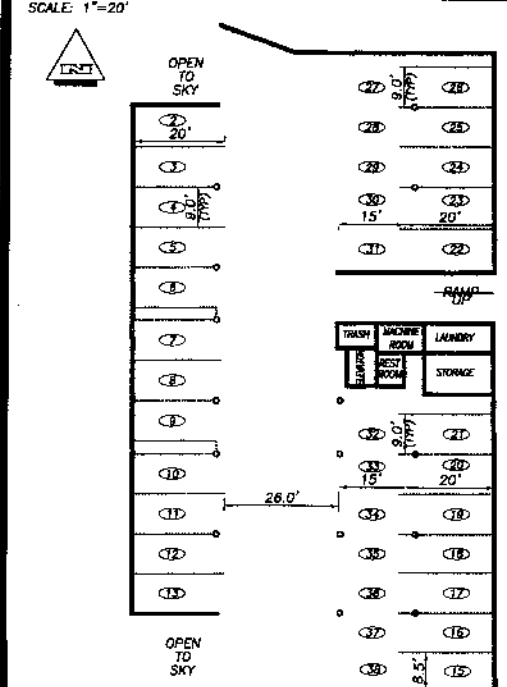 SCALE: 1"=20'
N
OPEN
TO
SKY
2
20'
3
4
9.0'
(TYP)
5
6
7
8
9
10
11
12
13
OPEN
TO
SKY
26.0'
27
9.0'
(TYP)
26
28
25
29
24
30
23
15'
20'
31
22
RAMP
UP
TRASH
MACHINE
ROOM
LAUNDRY
ELEVATOR
REST
ROOM
STORAGE
32
9.0'
(TYP)
21
33
20
15'
20'
34
19
35
18
36
17
37
16
38
8.5'
15